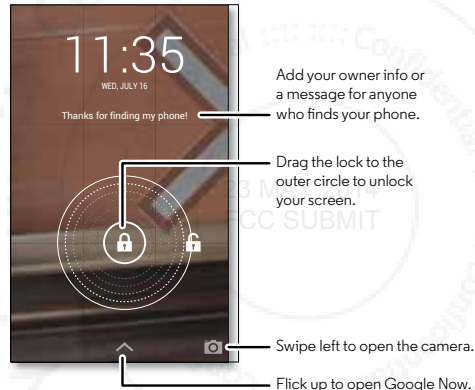 11:35
WED, JULY 16
Thanks for finding my phone!
Add your owner info or
a message for anyone
who finds your phone.
Drag the lock to the
outer circle to unlock
your screen.
23 MAY 2014
FCC SUBMIT
Swipe left to open the camera.
Flick up to open Google Now.
Confidential